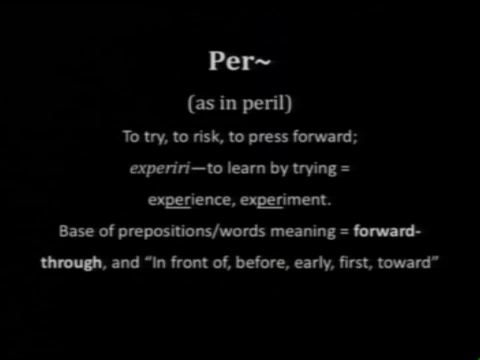 Per~
(as in peril)
To try, to risk, to press forward;
experiri—to learn by trying =
experience, experiment.
Base of prepositions/words meaning = forward-
through, and “In front of, before, early, first, toward”